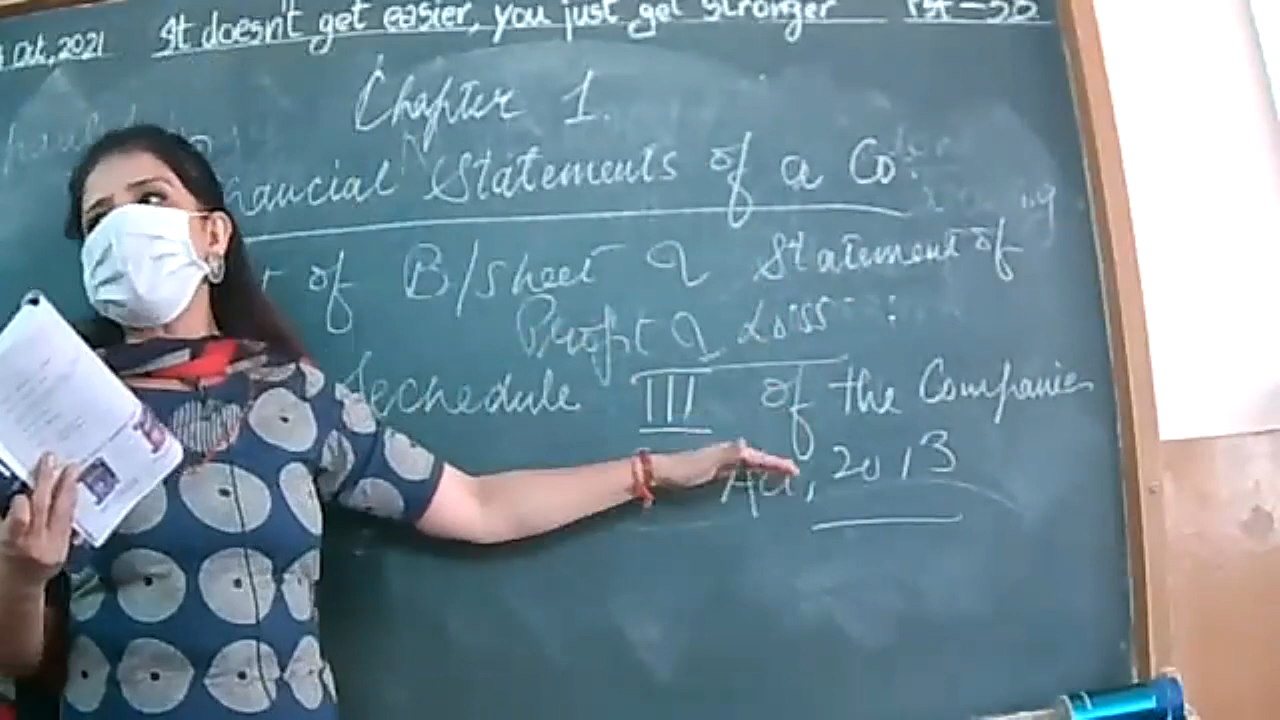 Oct, 2021 It doesn't get easier, you just get stronger
Chapter 1.
nancial Statements of a Co.
of B/Sheet & Statement of
Profit & Loss :
Schedule III of the Companies
Act, 2013